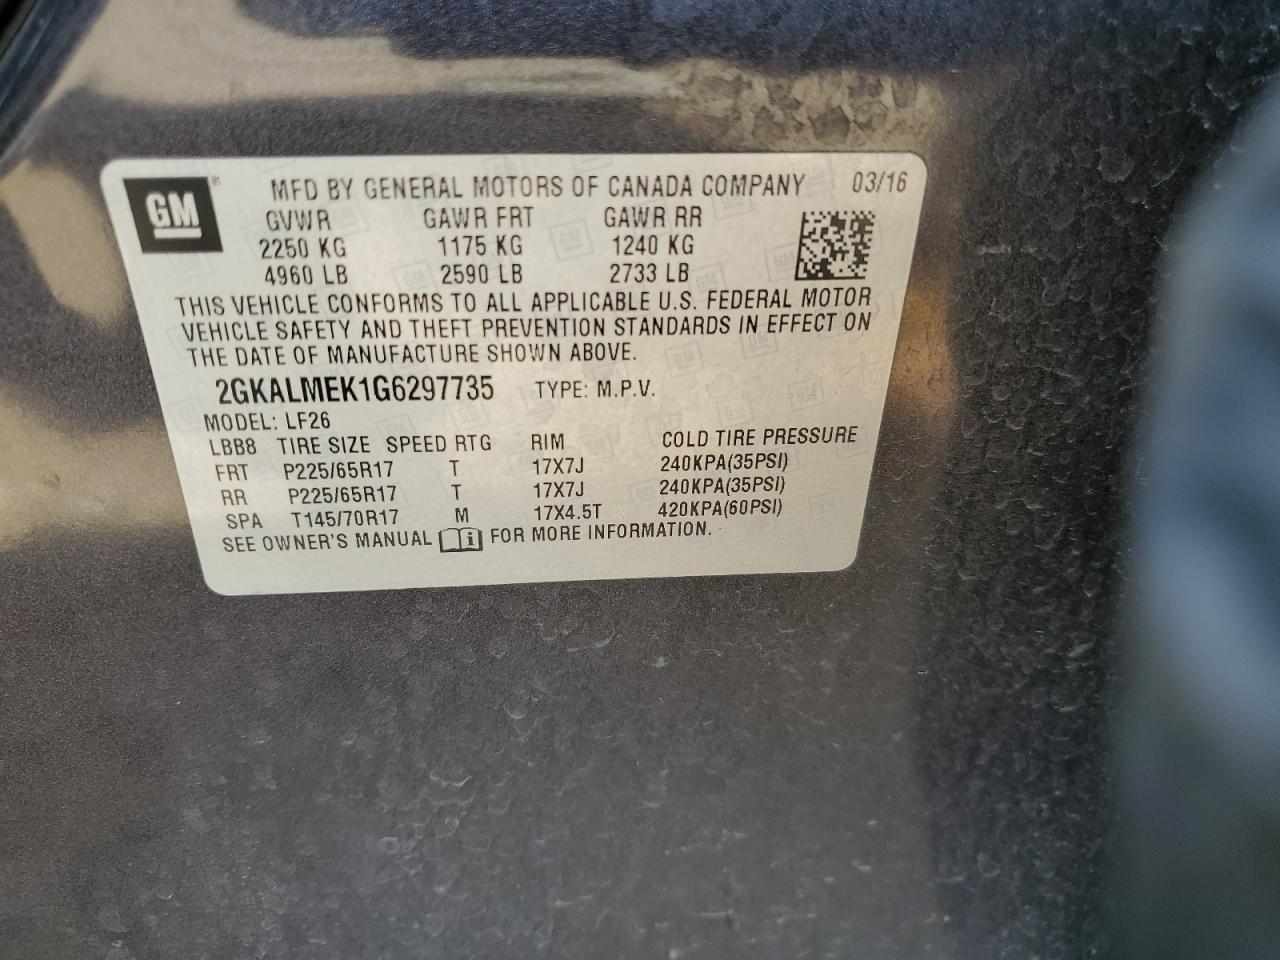 GM ® MFD BY GENERAL MOTORS OF CANADA COMPANY 03/16
GVWR GAWR FRT GAWR RR
2250 KG 1175 KG 1240 KG
4960 LB 2590 LB 2733 LB
THIS VEHICLE CONFORMS TO ALL APPLICABLE U.S. FEDERAL MOTOR
VEHICLE SAFETY AND THEFT PREVENTION STANDARDS IN EFFECT ON
THE DATE OF MANUFACTURE SHOWN ABOVE.
2GKALMEK1G6297735 TYPE: M.P.V.
MODEL: LF26
LBB8 TIRE SIZE SPEED RTG RIM COLD TIRE PRESSURE
FRT P225/65R17 T 17X7J 240KPA(35PSI)
RR P225/65R17 T 17X7J 240KPA(35PSI)
SPA T145/70R17 M 17X4.5T 420KPA(60PSI)
SEE OWNER'S MANUAL i FOR MORE INFORMATION.